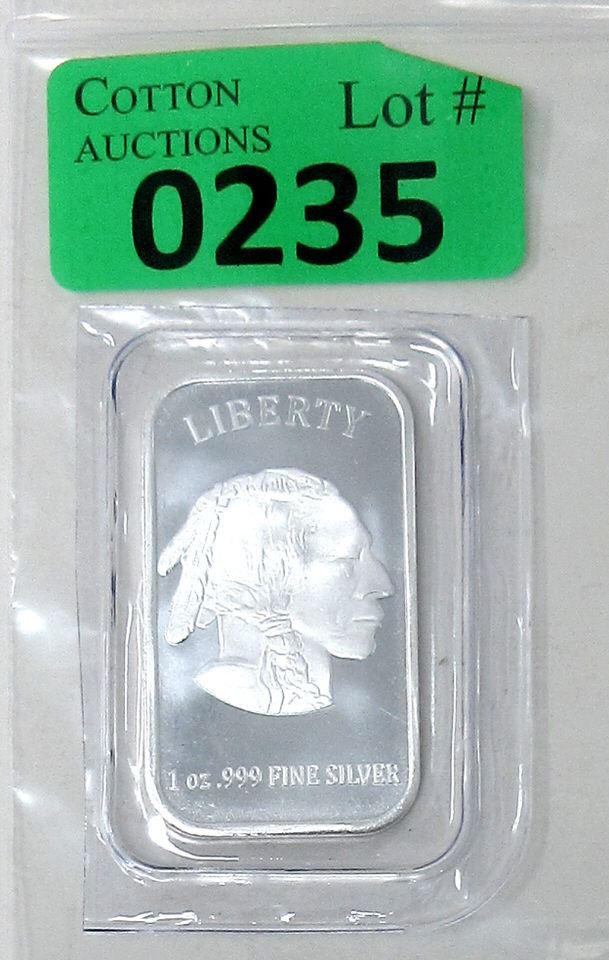 COTTON
AUCTIONS
Lot #
0235
LIBERTY
1 oz .999 FINE SILVER